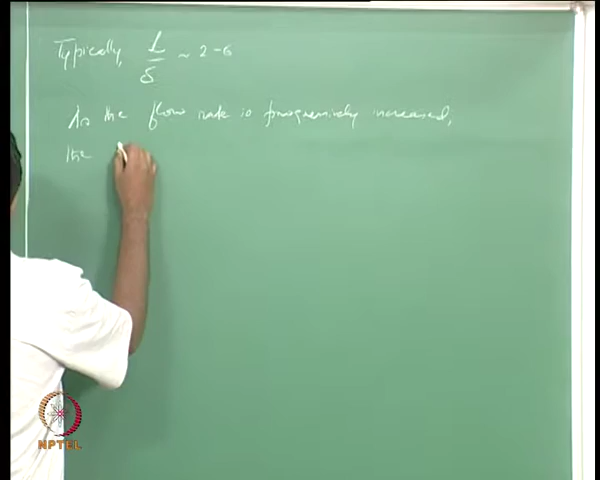 Typically, L/δ ~ 2-6
As the flow rate is progressively increased,
the
NPTEL